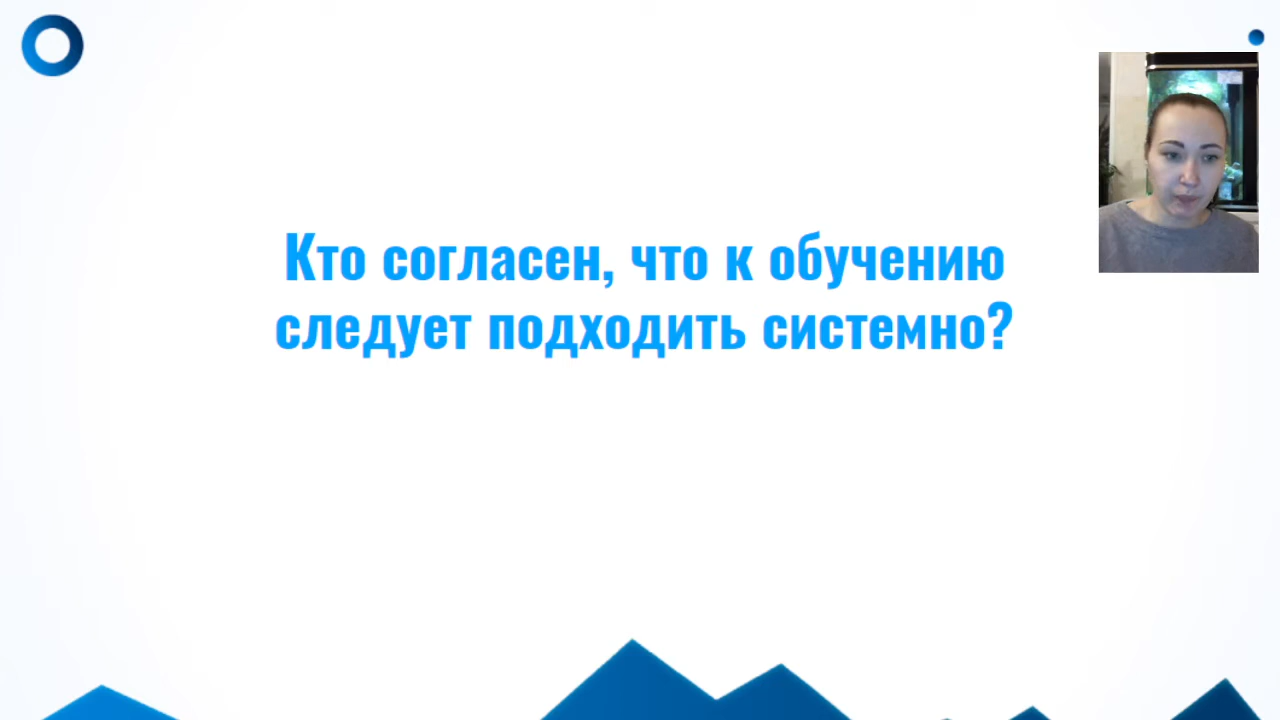 Кто согласен, что к обучению
следует подходить системно?